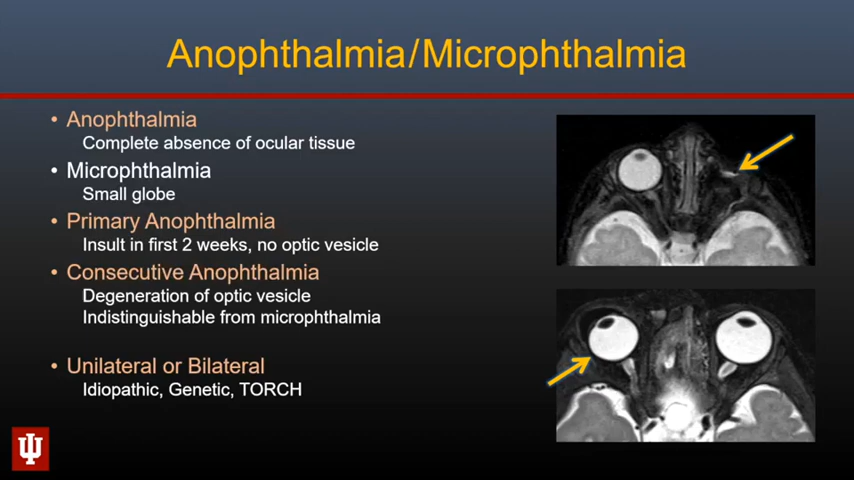 Anophthalmia/Microphthalmia
• Anophthalmia
Complete absence of ocular tissue
• Microphthalmia
Small globe
• Primary Anophthalmia
Insult in first 2 weeks, no optic vesicle
• Consecutive Anophthalmia
Degeneration of optic vesicle
Indistinguishable from microphthalmia
• Unilateral or Bilateral
Idiopathic, Genetic, TORCH